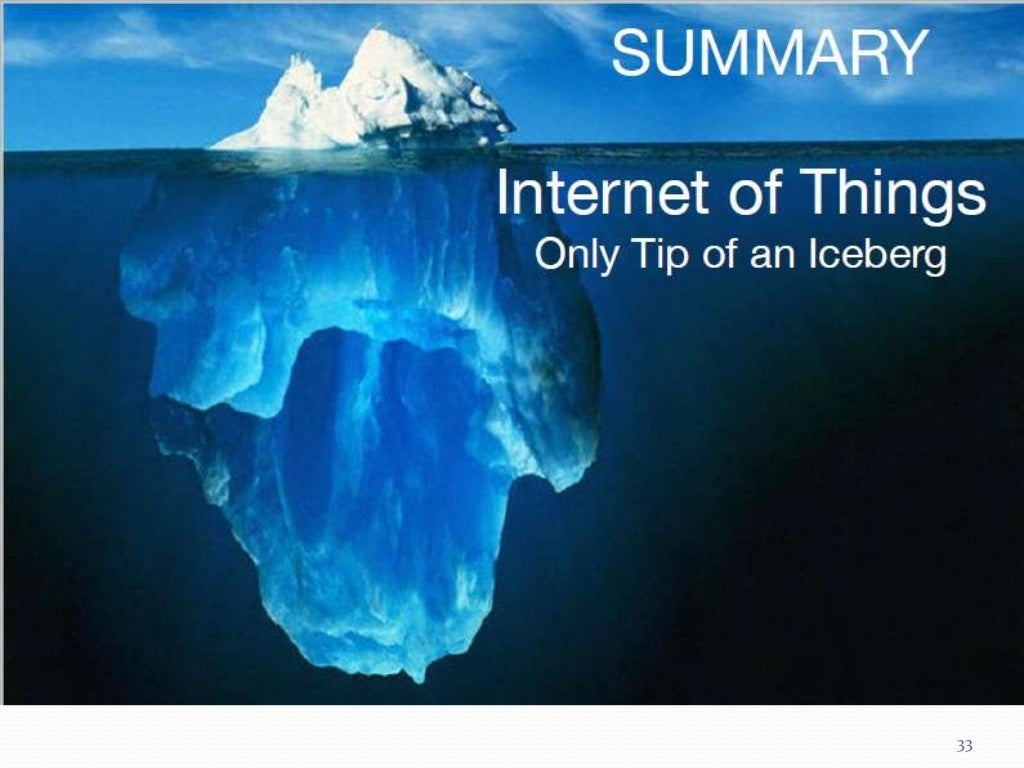 SUMMARY
Internet of Things
Only Tip of an Iceberg
33